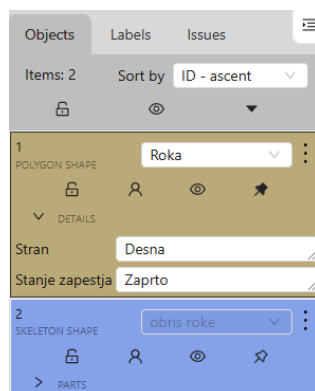 Objects Labels Issues
Items: 2 Sort by ID - ascent
1 Roka
POLYGON SHAPE
DETAILS
Stran Desna
Stanje zapestja Zaprto
2 obris roke
SKELETON SHAPE
PARTS